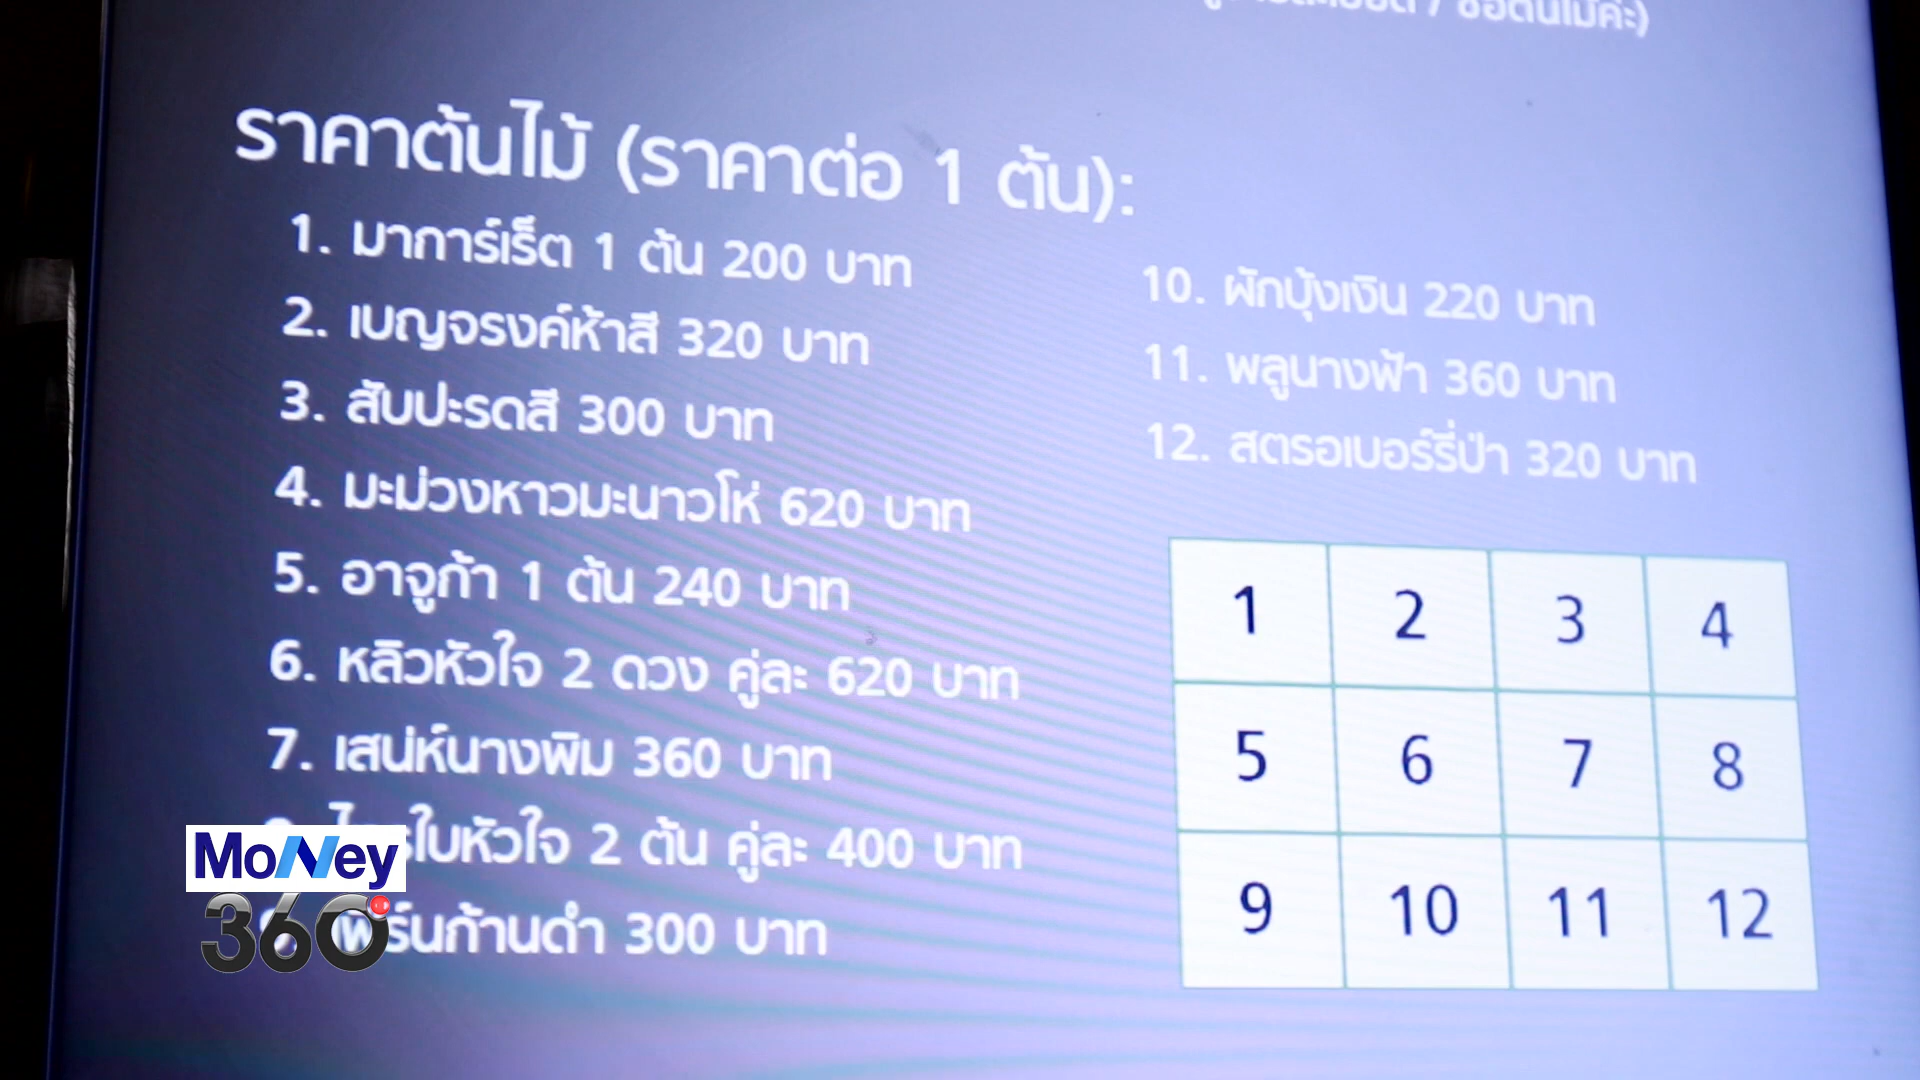 / ซื้อต้นไม้ค่ะ)
ราคาต้นไม้ (ราคาต่อ 1 ต้น):
1. มาการ์เร็ต 1 ต้น 200 บาท
2. เบญจรงค์ห้าสี 320 บาท
3. สับปะรดสี 300 บาท
4. มะม่วงหาวมะนาวโห่ 620 บาท
5. อาจูก้า 1 ต้น 240 บาท
6. หลิวหัวใจ 2 ดวง คู่ละ 620 บาท
7. เสน่ห์นางพิม 360 บาท
2 ต้น คู่ละ 400 บาท
เฟิร์นก้านดำ 300 บาท
10. ผักบุ้งเงิน 220 บาท
11. พลูนางฟ้า 360 บาท
12. สตรอเบอร์รี่ป่า 320 บาท
1 2 3 4
5 6 7 8
9 10 11 12
Money
360